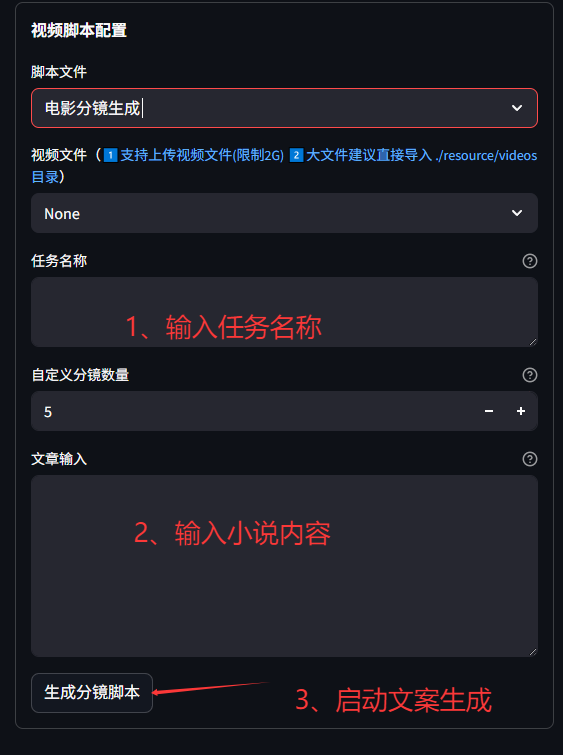 视频脚本配置
脚本文件
电影分镜生成
视频文件（1️⃣支持上传视频文件(限制2G) 2️⃣大文件建议直接导入 ./resource/videos
目录）
None
任务名称
1、输入任务名称
自定义分镜数量
5
文章输入
2、输入小说内容
生成分镜脚本
3、启动文案生成